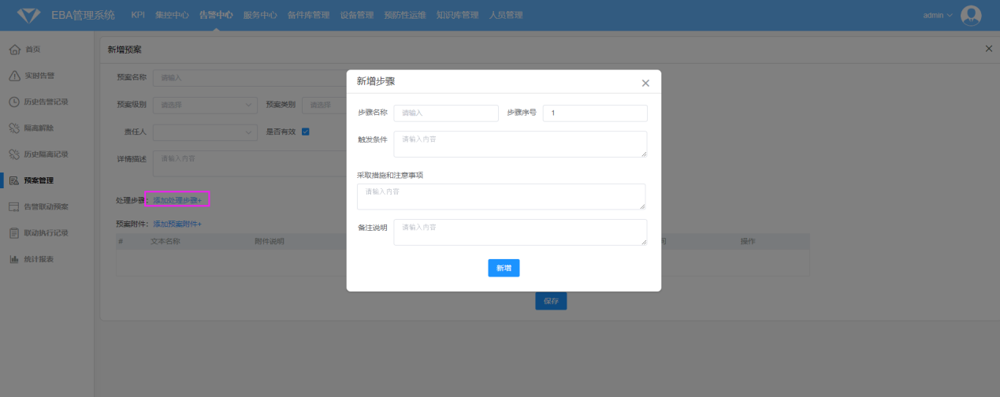 EBA管理系统 KPI 集控中心 告警中心 服务中心 备件库管理 设备管理 预防性运维 知识库管理 人员管理 admin
首页
实时告警
历史告警记录
隔离解除
历史隔离记录
预案管理
告警联动预案
联动执行记录
统计报表
新增预案
预案名称 请输入
预案级别 请选择 预案类别 请选择
责任人 是否有效
详情描述 请输入内容
处理步骤: 添加处理步骤+
预案附件: 添加预案附件+
# 文本名称 附件说明 间 操作
保存
新增步骤
步骤名称 请输入 步骤序号 1
触发条件 请输入内容
采取措施和注意事项
请输入内容
备注说明 请输入内容
新增